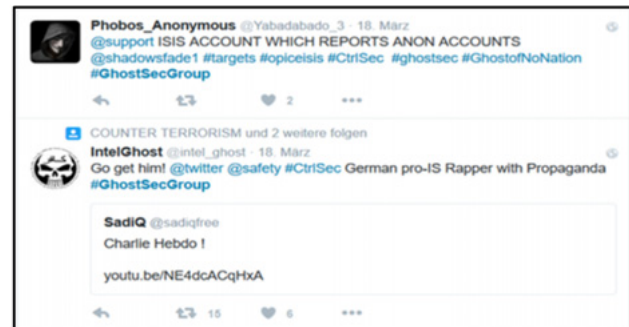 Phobos_Anonymous @Yabadabado_3 · 18. März
@support ISIS ACCOUNT WHICH REPORTS ANON ACCOUNTS
@shadowsfade1 #targets #opiceisis #CtrlSec #ghostsec #GhostofNoNation
#GhostSecGroup
2
COUNTER TERRORISM und 2 weitere folgen
IntelGhost @intel_ghost · 18. März
Go get him! @twitter @safety #CtrlSec German pro-IS Rapper with Propaganda
#GhostSecGroup
SadiQ @sadiqfree
Charlie Hebdo !
youtu.be/NE4dcACqHxA
15 6